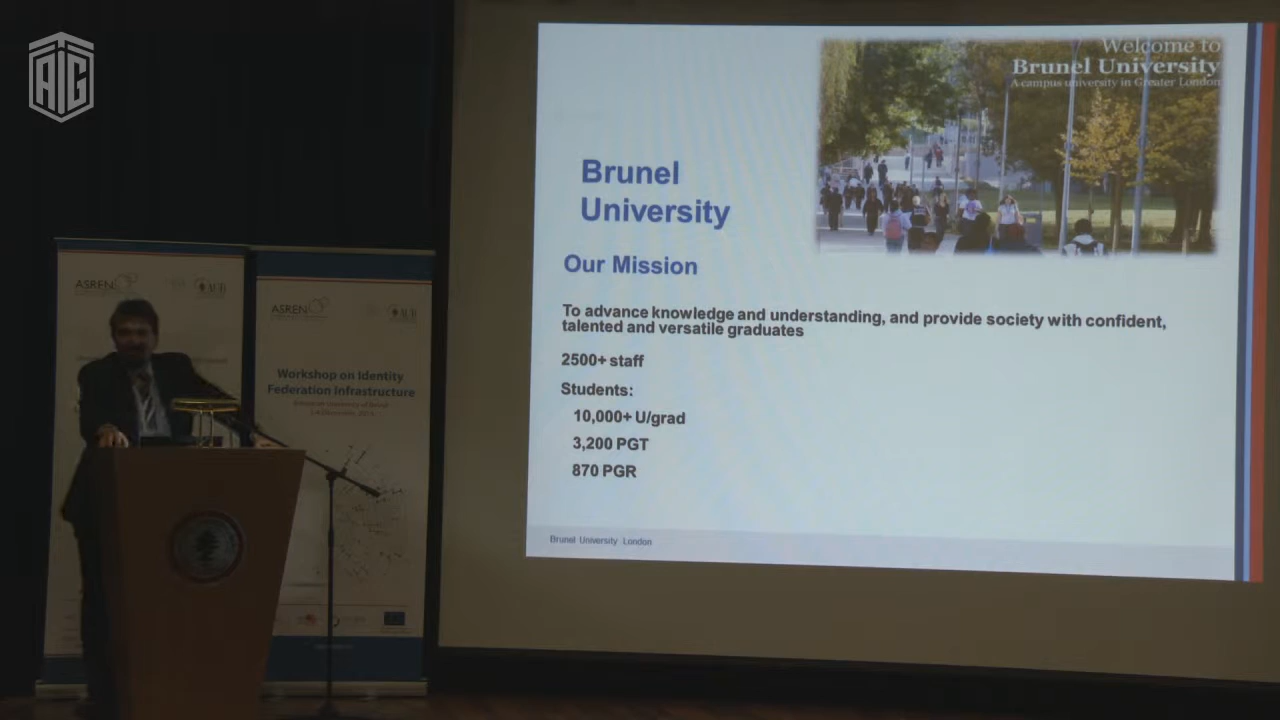 AIG
Welcome to
Brunel University
A campus university in Greater London
Brunel
University
Our Mission
To advance knowledge and understanding, and provide society with confident,
talented and versatile graduates
2500+ staff
Students:
10,000+ U/grad
3,200 PGT
870 PGR
Brunel University London
ASREN
ASREN
AUB
Workshop on Identity
Federation Infrastructure